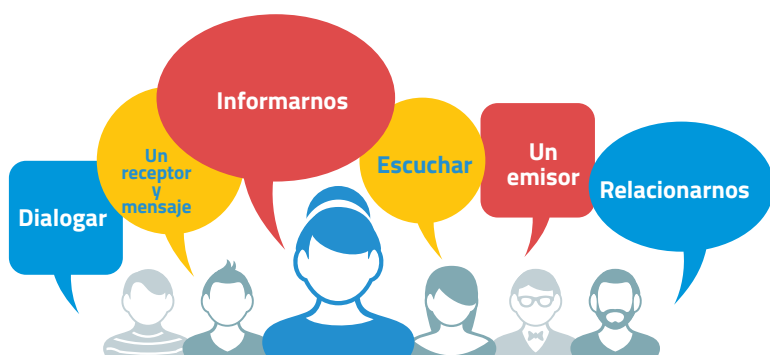 Dialogar
Un
receptor
y
mensaje
Informarnos
Escuchar
Un
emisor
Relacionarnos